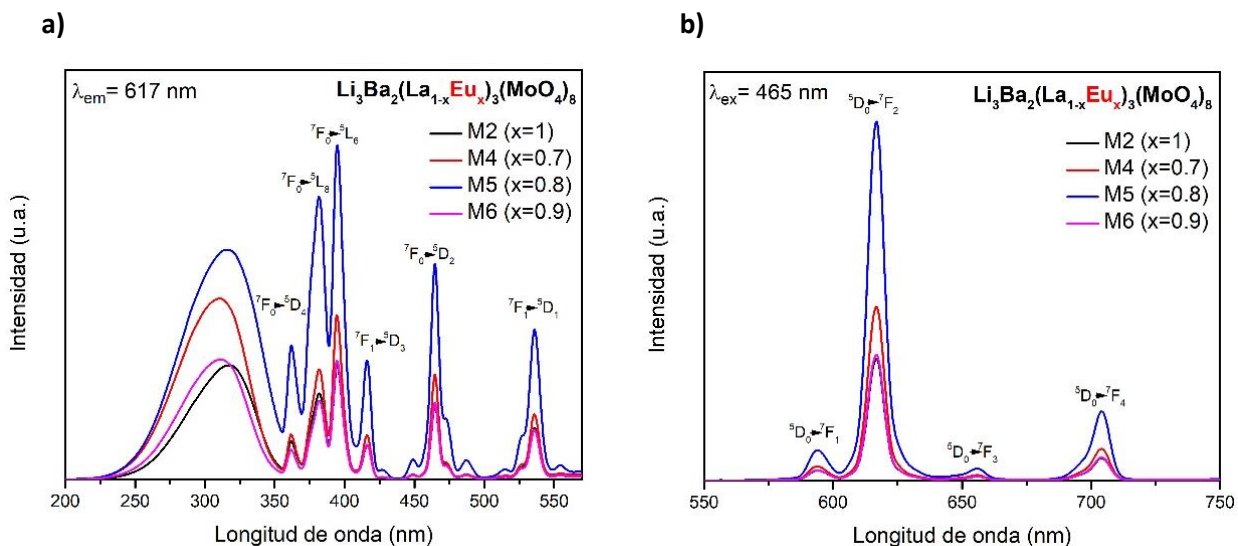 a)
λem= 617 nm
Li3Ba2(La1-xEux)3(MoO4)8
M2 (x=1)
M4 (x=0.7)
M5 (x=0.8)
M6 (x=0.9)
7F0→5L6
7F0→5L8
7F0→5D4
7F1→5D3
7F0→5D2
7F1→5D1
Intensidad (u.a.)
200 250 300 350 400 450 500 550
Longitud de onda (nm)
b)
λex= 465 nm
Li3Ba2(La1-xEux)3(MoO4)8
M2 (x=1)
M4 (x=0.7)
M5 (x=0.8)
M6 (x=0.9)
5D0→7F2
5D0→7F1
5D0→7F3
5D0→7F4
Intensidad (u.a.)
550 600 650 700 750
Longitud de onda (nm)